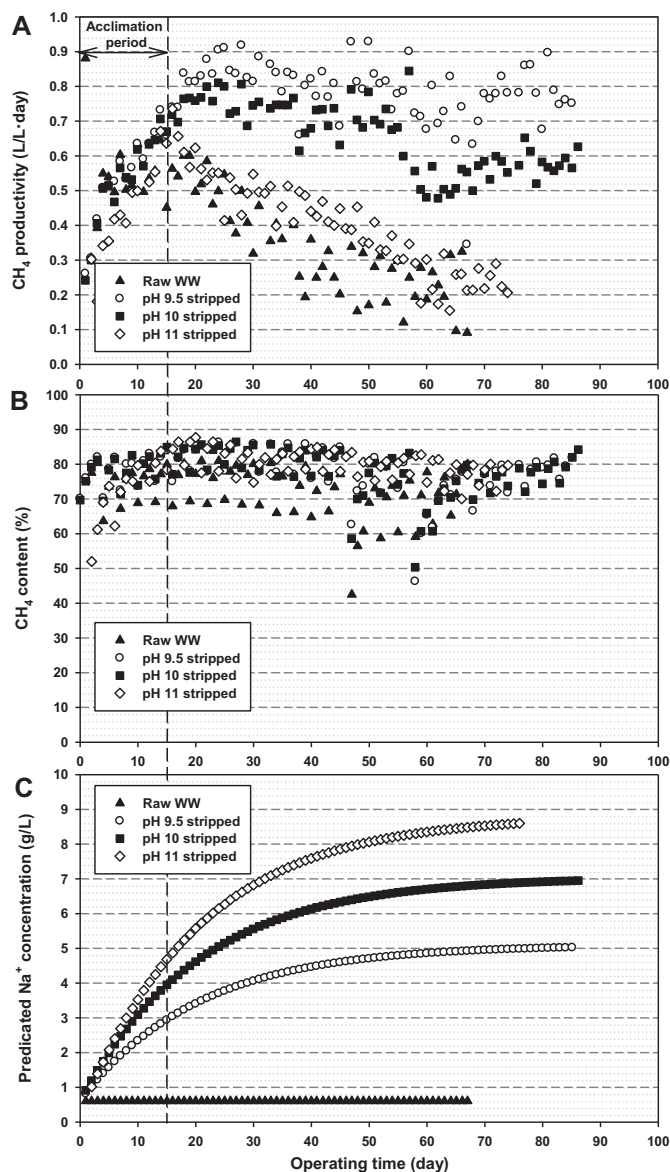 A
Acclimation
period
CH4 productivity (L/L·day)
1.0
0.9
0.8
0.7
0.6
0.5
0.4
0.3
0.2
0.1
0.0
Raw WW
pH 9.5 stripped
pH 10 stripped
pH 11 stripped
0 10 20 30 40 50 60 70 80 90 100
B
CH4 content (%)
100
90
80
70
60
50
40
30
20
10
0
Raw WW
pH 9.5 stripped
pH 10 stripped
pH 11 stripped
0 10 20 30 40 50 60 70 80 90 100
C
Predicated Na+ concentration (g/L)
10
9
8
7
6
5
4
3
2
1
0
Raw WW
pH 9.5 stripped
pH 10 stripped
pH 11 stripped
0 10 20 30 40 50 60 70 80 90 100
Operating time (day)